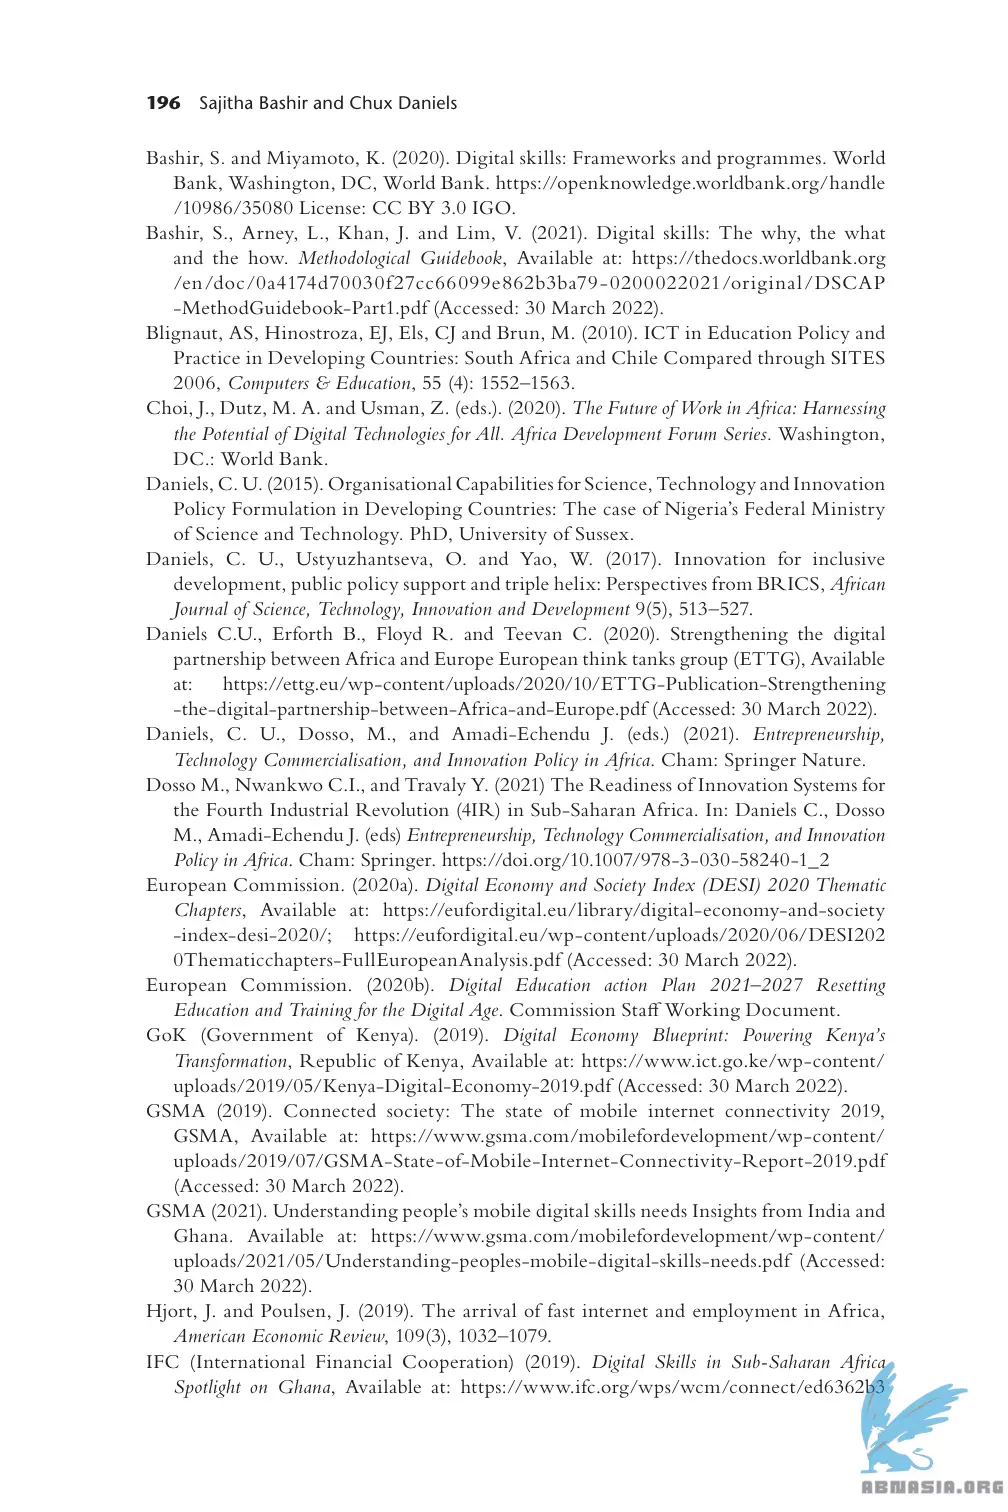 196 Sajitha Bashir and Chux Daniels
Bashir, S. and Miyamoto, K. (2020). Digital skills: Frameworks and programmes. World
Bank, Washington, DC, World Bank. https://openknowledge.worldbank.org/handle
/10986/35080 License: CC BY 3.0 IGO.
Bashir, S., Arney, L., Khan, J. and Lim, V. (2021). Digital skills: The why, the what
and the how. Methodological Guidebook, Available at: https://thedocs.worldbank.org
/en/doc/0a4174d70030f27cc66099e862b3ba79-0200022021/original/DSCAP
-MethodGuidebook-Part1.pdf (Accessed: 30 March 2022).
Blignaut, AS, Hinostroza, EJ, Els, CJ and Brun, M. (2010). ICT in Education Policy and
Practice in Developing Countries: South Africa and Chile Compared through SITES
2006, Computers & Education, 55 (4): 1552–1563.
Choi, J., Dutz, M. A. and Usman, Z. (eds.). (2020). The Future of Work in Africa: Harnessing
the Potential of Digital Technologies for All. Africa Development Forum Series. Washington,
DC.: World Bank.
Daniels, C. U. (2015). Organisational Capabilities for Science, Technology and Innovation
Policy Formulation in Developing Countries: The case of Nigeria's Federal Ministry
of Science and Technology. PhD, University of Sussex.
Daniels, C. U., Ustyuzhantseva, O. and Yao, W. (2017). Innovation for inclusive
development, public policy support and triple helix: Perspectives from BRICS, African
Journal of Science, Technology, Innovation and Development 9(5), 513–527.
Daniels C.U., Erforth B., Floyd R. and Teevan C. (2020). Strengthening the digital
partnership between Africa and Europe European think tanks group (ETTG), Available
at: https://ettg.eu/wp-content/uploads/2020/10/ETTG-Publication-Strengthening
-the-digital-partnership-between-Africa-and-Europe.pdf (Accessed: 30 March 2022).
Daniels, C. U., Dosso, M., and Amadi-Echendu J. (eds.) (2021). Entrepreneurship,
Technology Commercialisation, and Innovation Policy in Africa. Cham: Springer Nature.
Dosso M., Nwankwo C.I., and Travaly Y. (2021) The Readiness of Innovation Systems for
the Fourth Industrial Revolution (4IR) in Sub-Saharan Africa. In: Daniels C., Dosso
M., Amadi-Echendu J. (eds) Entrepreneurship, Technology Commercialisation, and Innovation
Policy in Africa. Cham: Springer. https://doi.org/10.1007/978-3-030-58240-1_2
European Commission. (2020a). Digital Economy and Society Index (DESI) 2020 Thematic
Chapters, Available at: https://eufordigital.eu/library/digital-economy-and-society
-index-desi-2020/; https://eufordigital.eu/wp-content/uploads/2020/06/DESI202
0Thematicchapters-FullEuropeanAnalysis.pdf (Accessed: 30 March 2022).
European Commission. (2020b). Digital Education action Plan 2021–2027 Resetting
Education and Training for the Digital Age. Commission Staff Working Document.
GoK (Government of Kenya). (2019). Digital Economy Blueprint: Powering Kenya's
Transformation, Republic of Kenya, Available at: https://www.ict.go.ke/wp-content/
uploads/2019/05/Kenya-Digital-Economy-2019.pdf (Accessed: 30 March 2022).
GSMA (2019). Connected society: The state of mobile internet connectivity 2019,
GSMA, Available at: https://www.gsma.com/mobilefordevelopment/wp-content/
uploads/2019/07/GSMA-State-of-Mobile-Internet-Connectivity-Report-2019.pdf
(Accessed: 30 March 2022).
GSMA (2021). Understanding people's mobile digital skills needs Insights from India and
Ghana. Available at: https://www.gsma.com/mobilefordevelopment/wp-content/
uploads/2021/05/Understanding-peoples-mobile-digital-skills-needs.pdf (Accessed:
30 March 2022).
Hjort, J. and Poulsen, J. (2019). The arrival of fast internet and employment in Africa,
American Economic Review, 109(3), 1032–1079.
IFC (International Financial Cooperation) (2019). Digital Skills in Sub-Saharan Africa
Spotlight on Ghana, Available at: https://www.ifc.org/wps/wcm/connect/ed6362b3
ABNASIA.ORG